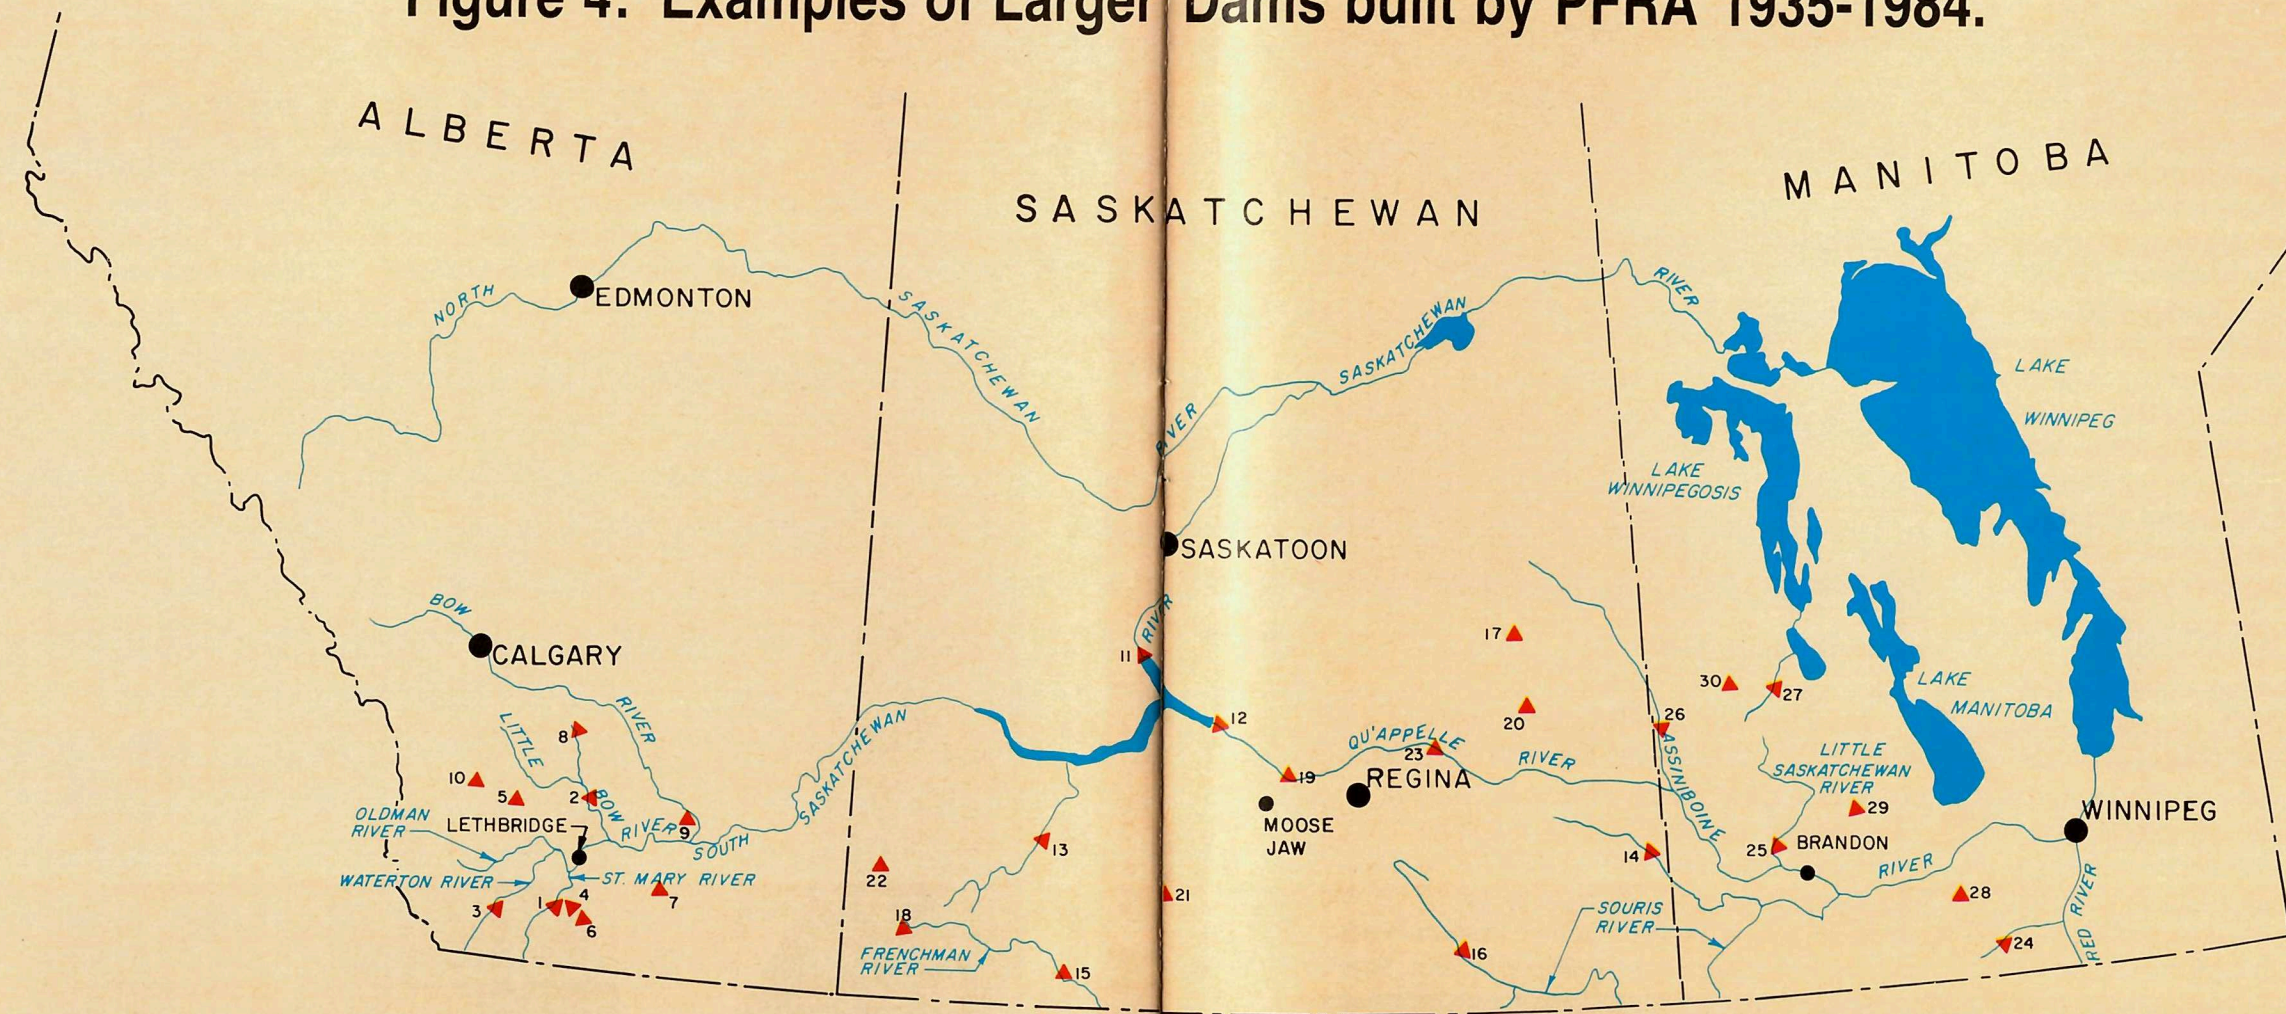 Figure 4. Examples of Larger Dams built by PFRA 1935-1984.
ALBERTA
SASKATCHEWAN
MANITOBA
EDMONTON
NORTH
SASKATCHEWAN
RIVER
SASKATCHEWAN
RIVER
LAKE
WINNIPEG
LAKE
WINNIPEGOSIS
SASKATOON
BOW
CALGARY
RIVER
RIVER
11
17
30
27
LAKE
MANITOBA
LITTLE
8
12
20
26
QU'APPELLE
23
RIVER
ASSINIBOINE
LITTLE
SASKATCHEWAN
RIVER
10
5
2
BOW
RIVER
9
SOUTH
SASKATCHEWAN
19
REGINA
MOOSE
JAW
29
WINNIPEG
OLDMAN
RIVER
LETHBRIDGE
13
14
25
BRANDON
RIVER
WATERTON RIVER
ST. MARY RIVER
22
21
28
RED RIVER
3
1
4
6
7
18
FRENCHMAN
RIVER
15
16
SOURIS
RIVER
24